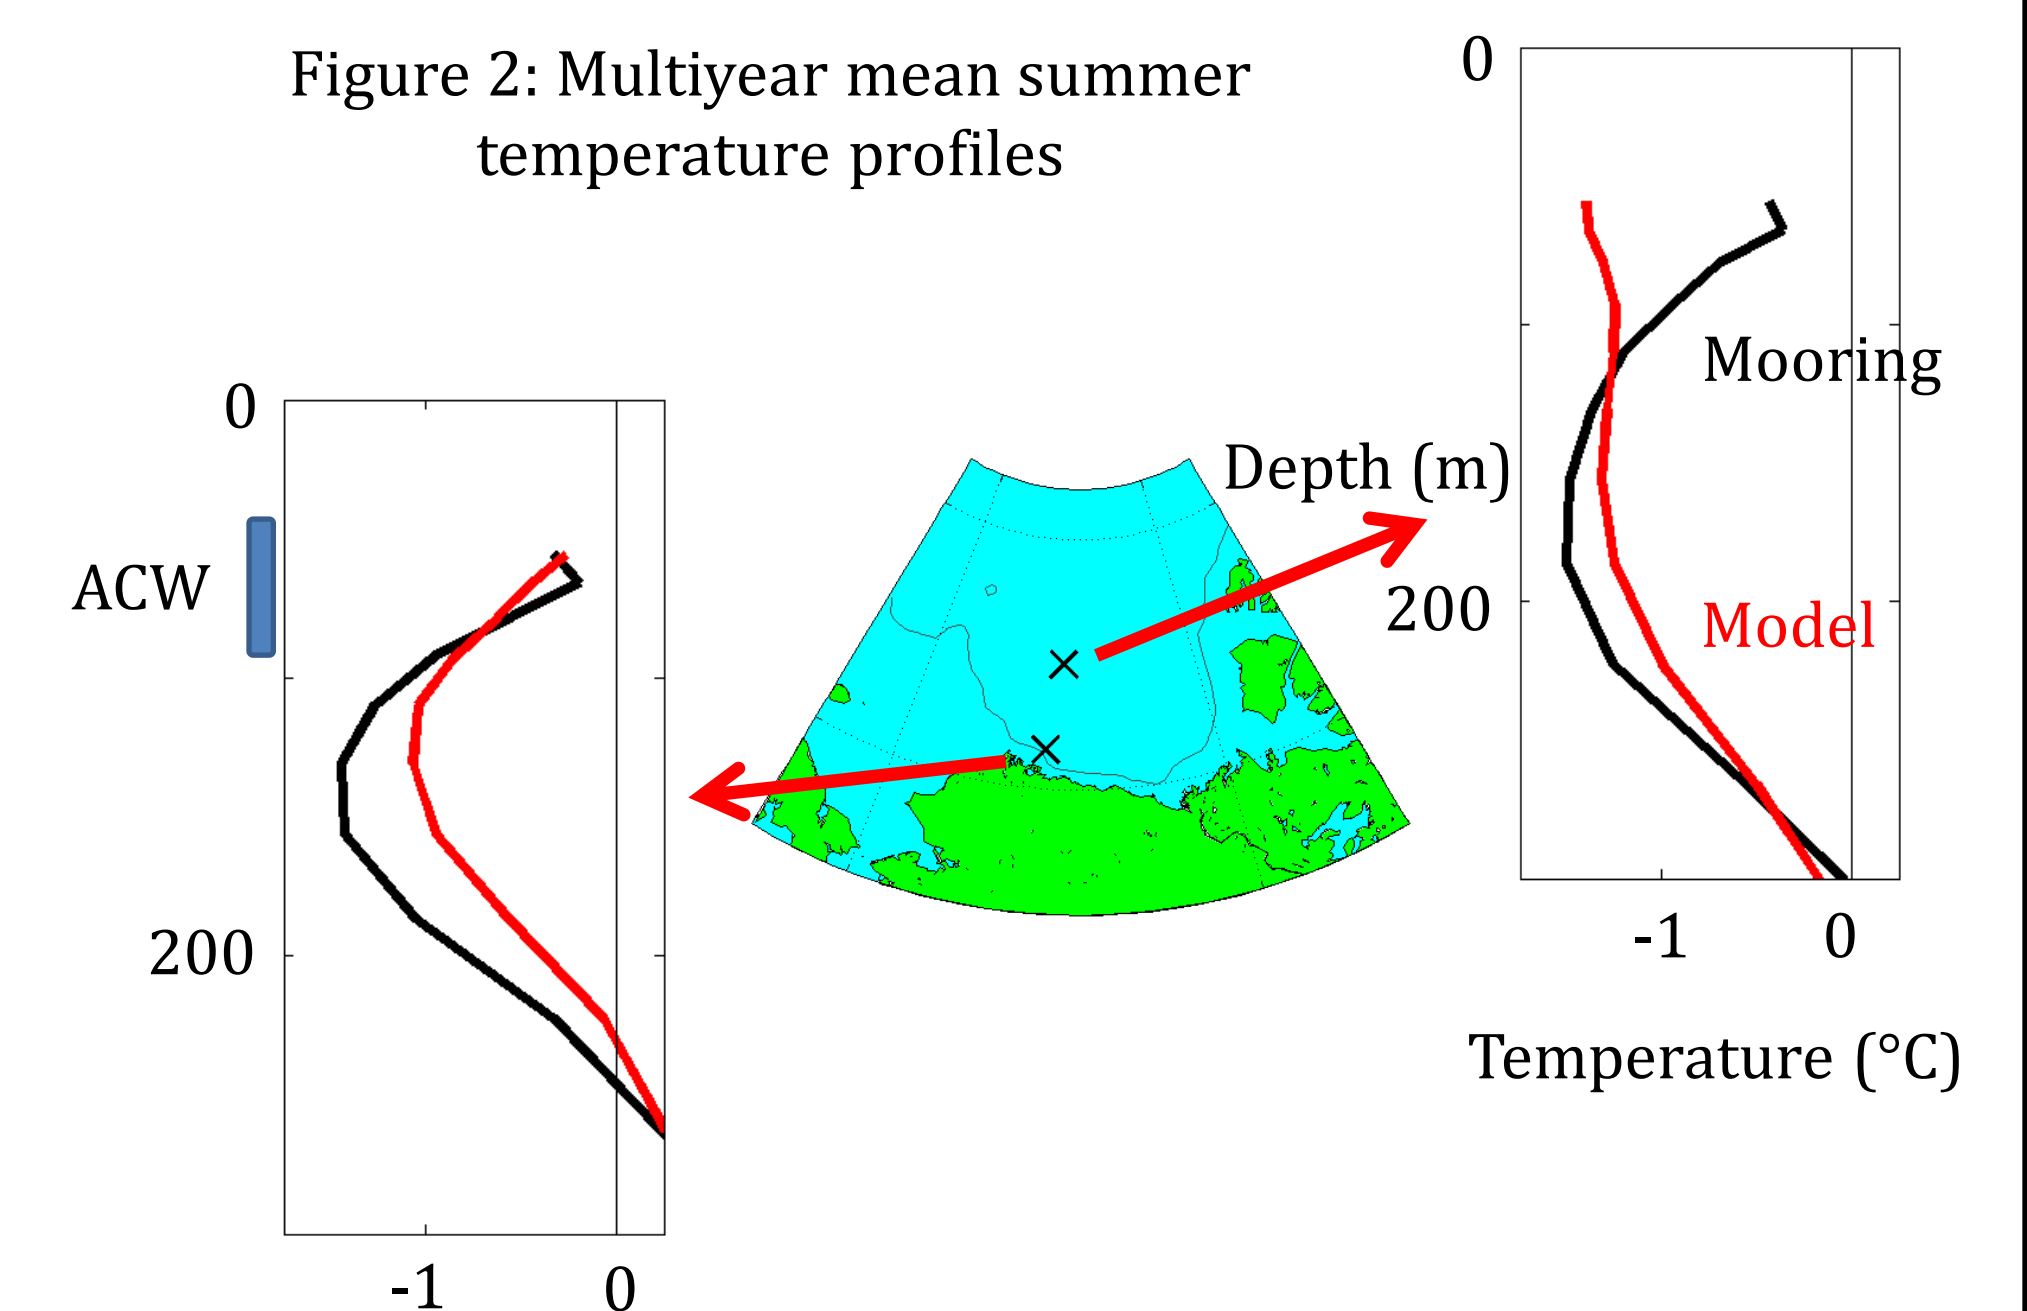 Figure 2: Multiyear mean summer
temperature profiles
0
Mooring
Depth (m)
200
Model
-1 0
Temperature (°C)
0
ACW
200
-1 0